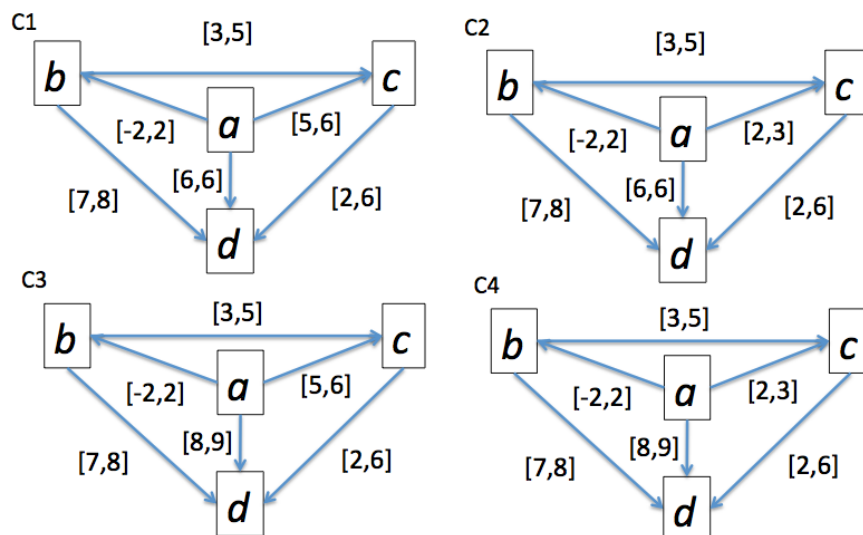 C1
[3,5]
b
c
a
[-2,2]
[5,6]
[7,8]
[6,6]
[2,6]
d
C2
[3,5]
b
c
a
[-2,2]
[2,3]
[7,8]
[6,6]
[2,6]
d
C3
[3,5]
b
c
a
[-2,2]
[5,6]
[7,8]
[8,9]
[2,6]
d
C4
[3,5]
b
c
a
[-2,2]
[2,3]
[7,8]
[8,9]
[2,6]
d